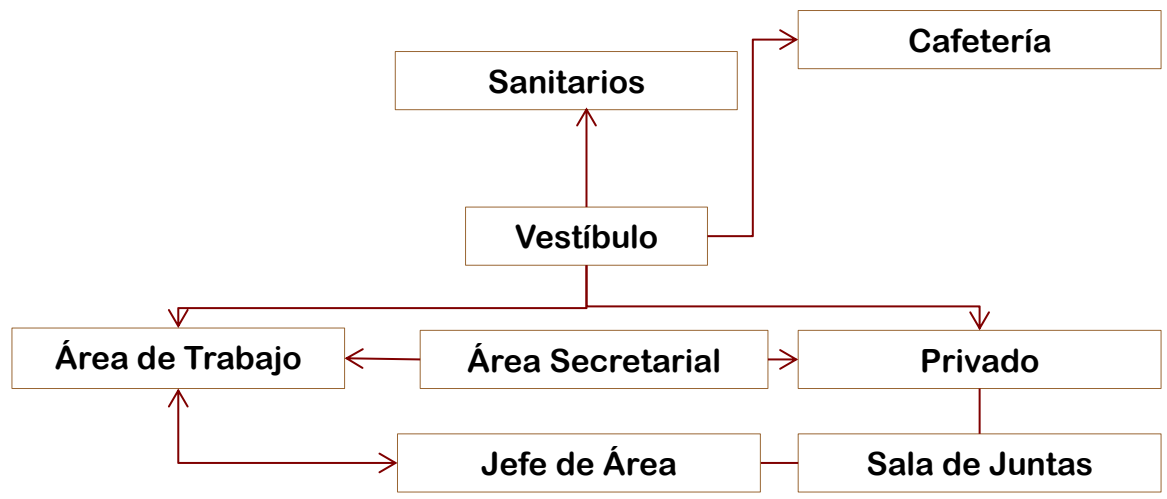 Cafetería
Sanitarios
Vestíbulo
Área de Trabajo
Área Secretarial
Privado
Jefe de Área
Sala de Juntas